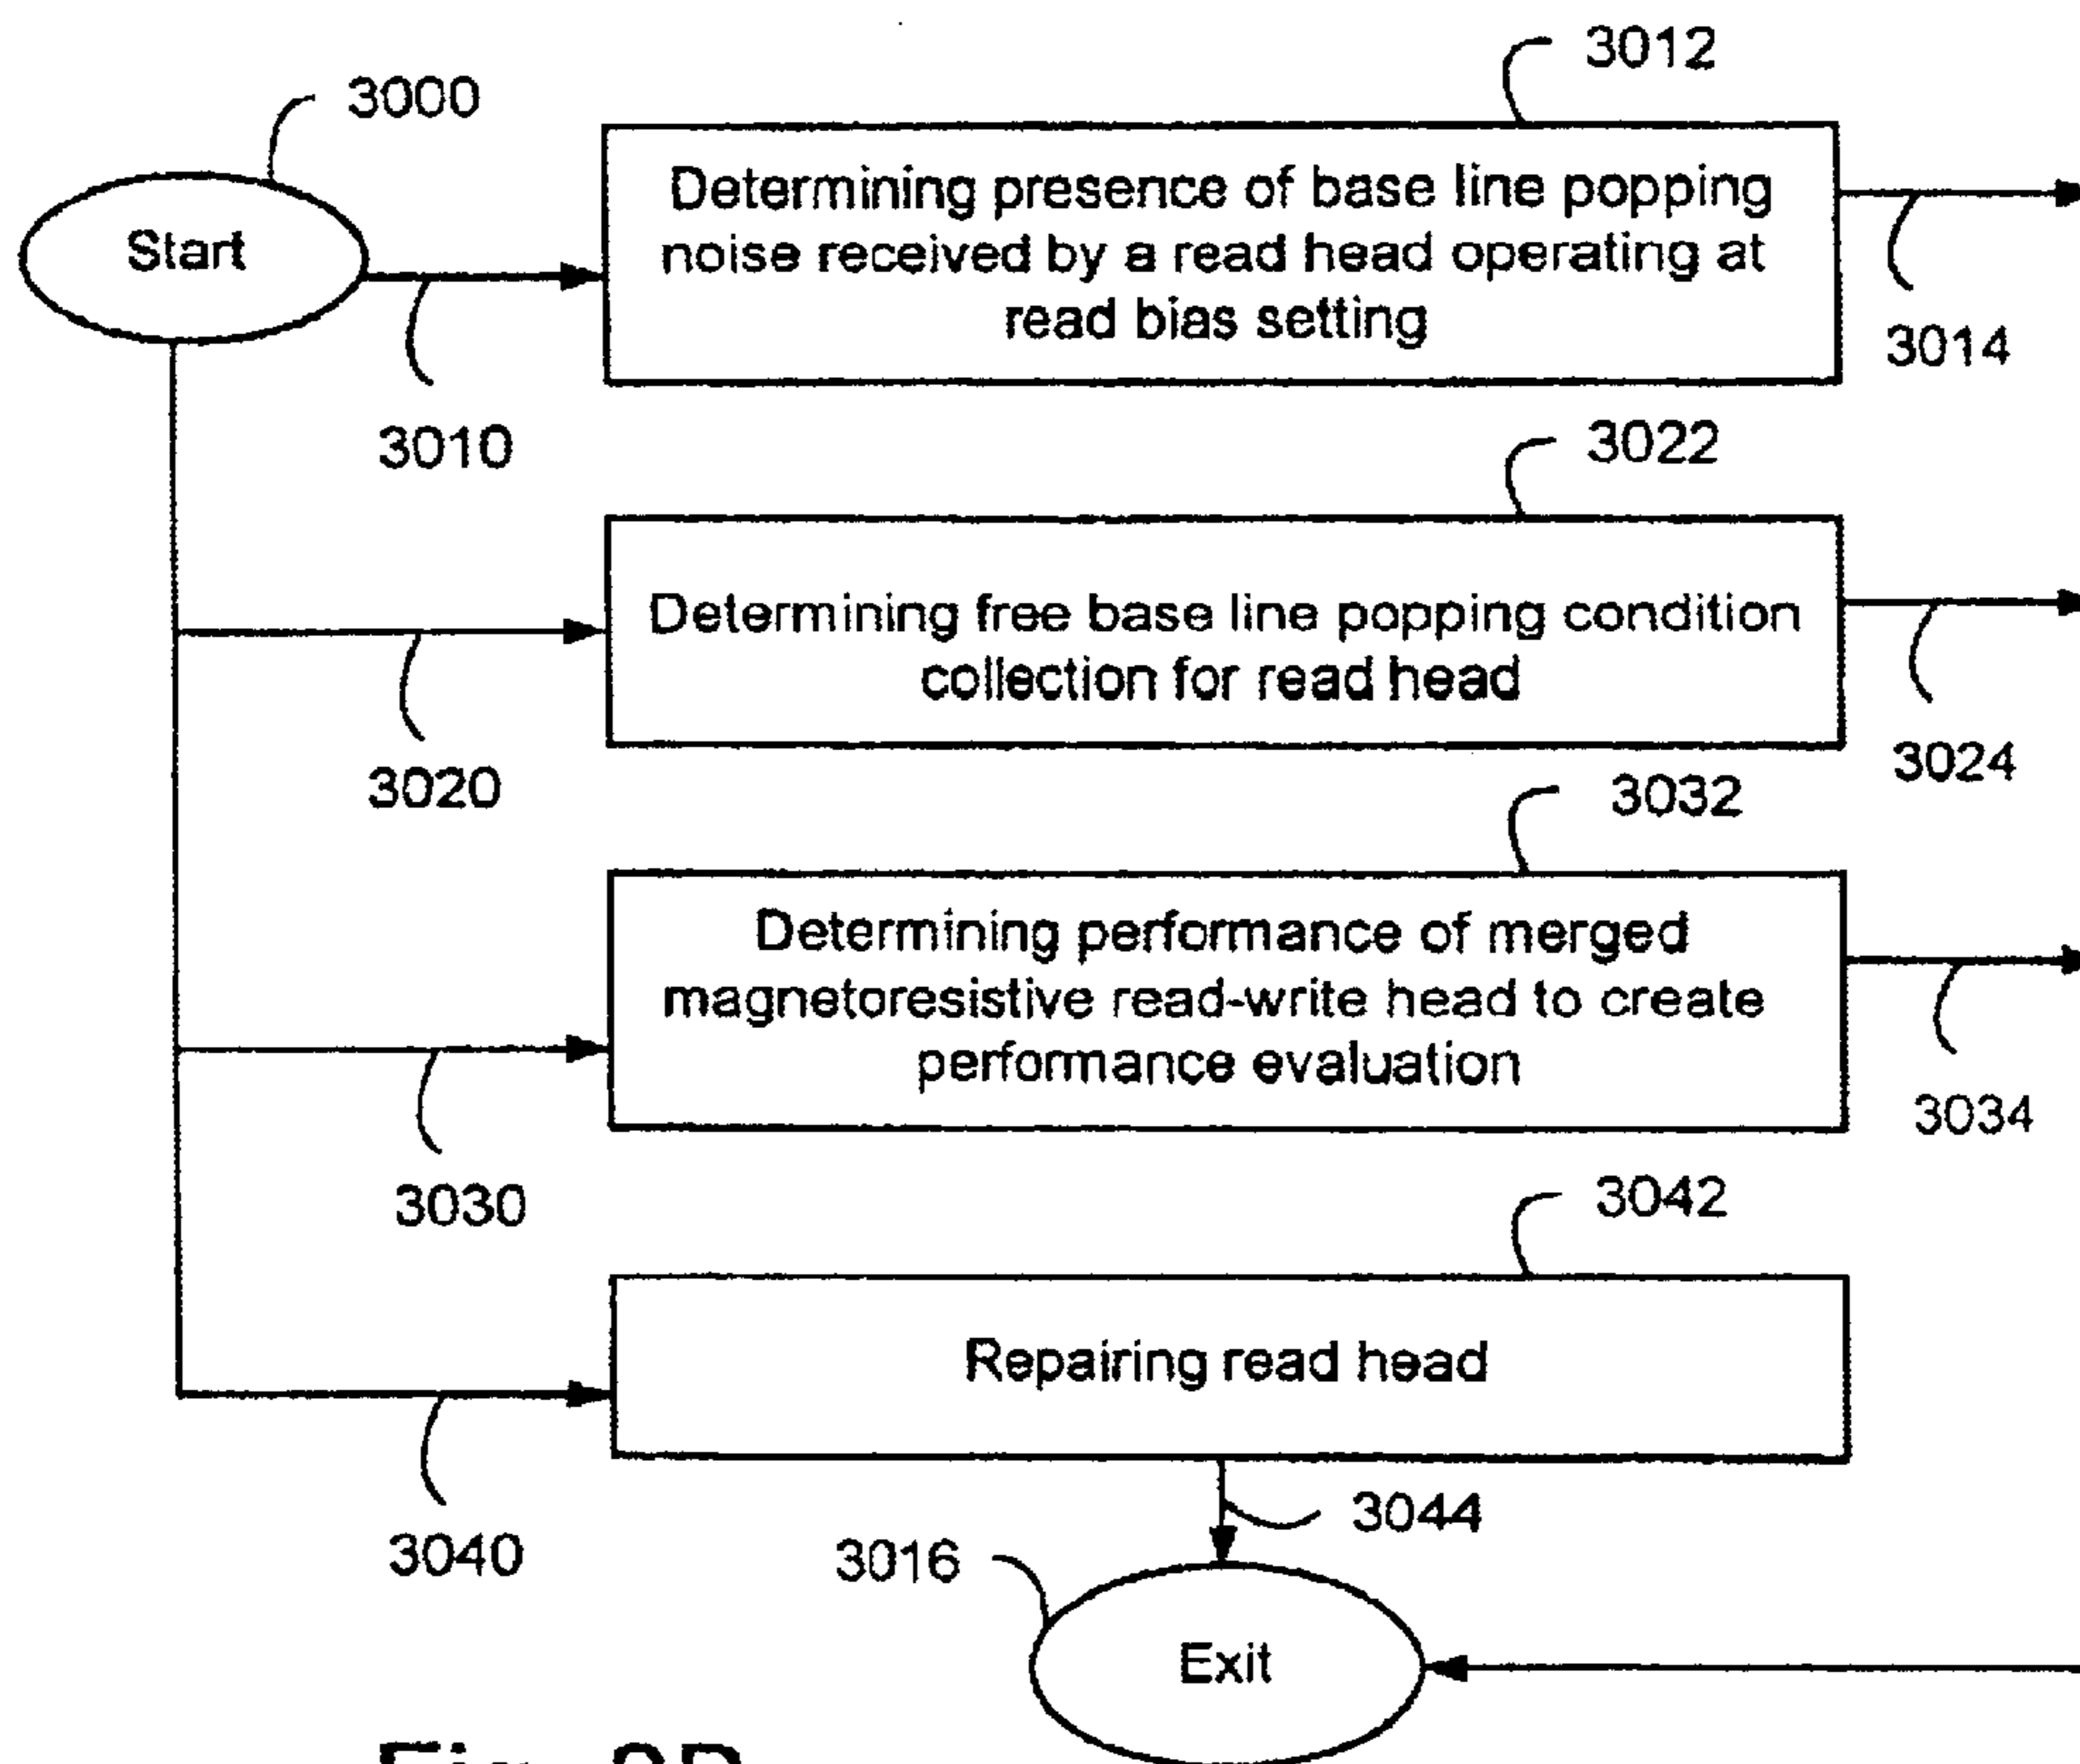 3000
3012
Start
Determining presence of base line popping
noise received by a read head operating at
read bias setting
3014
3010
3022
Determining free base line popping condition
collection for read head
3024
3020
3032
Determining performance of merged
magnetoresistive read-write head to create
performance evaluation
3034
3030
3042
Repairing read head
3044
3040
3016
Exit